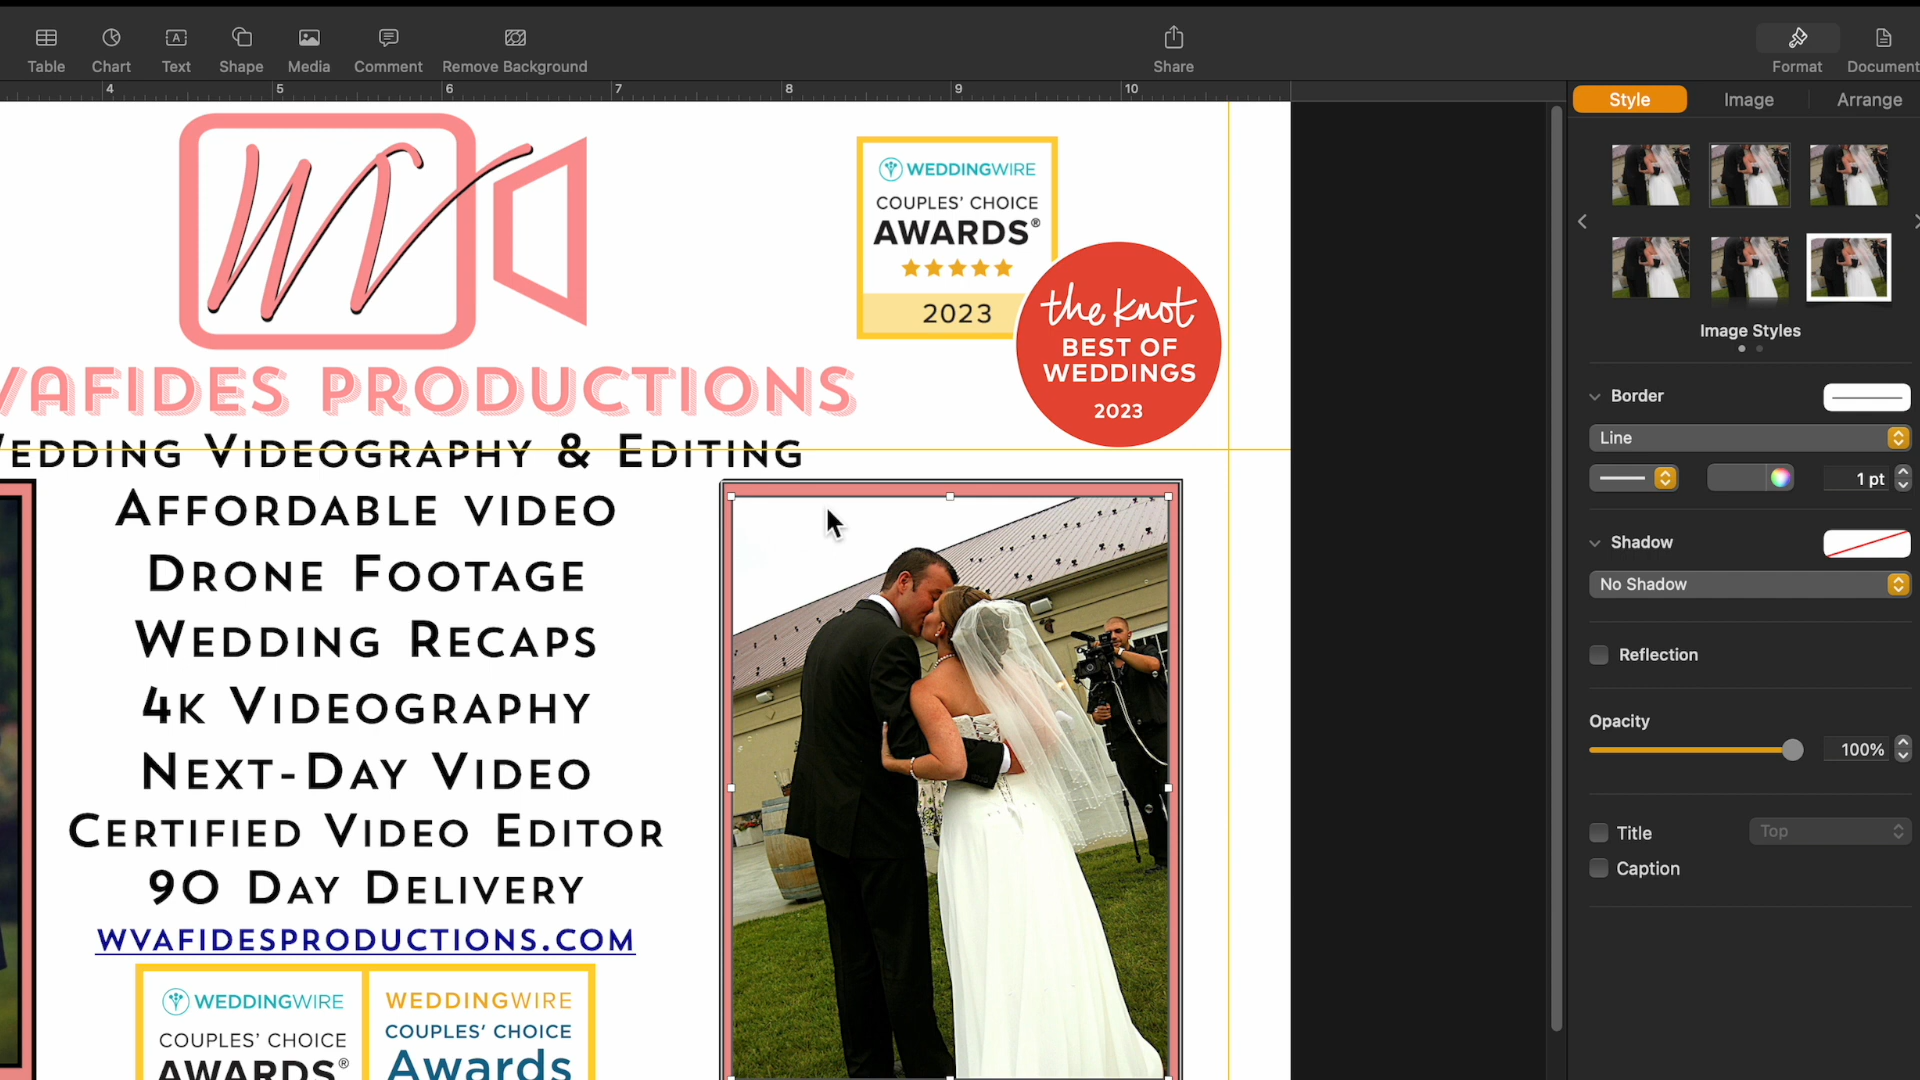 Table
Chart
Text
Shape
Media
Comment
Remove Background
Share
Format
Document
4
5
6
7
8
9
10
Style
Image
Arrange
WV
VAFIDES PRODUCTIONS
EDDING VIDEOGRAPHY & EDITING
AFFORDABLE VIDEO
DRONE FOOTAGE
WEDDING RECAPS
4K VIDEOGRAPHY
NEXT-DAY VIDEO
CERTIFIED VIDEO EDITOR
90 DAY DELIVERY
WVAFIDESPRODUCTIONS.COM
WEDDINGWIRE
COUPLES' CHOICE
AWARDS®
WEDDINGWIRE
COUPLES' CHOICE
Awards
WEDDINGWIRE
COUPLES' CHOICE
AWARDS®
2023
the knot
BEST OF
WEDDINGS
2023
Image Styles
Border
Line
1 pt
Shadow
No Shadow
Reflection
Opacity
100%
Title
Top
Caption